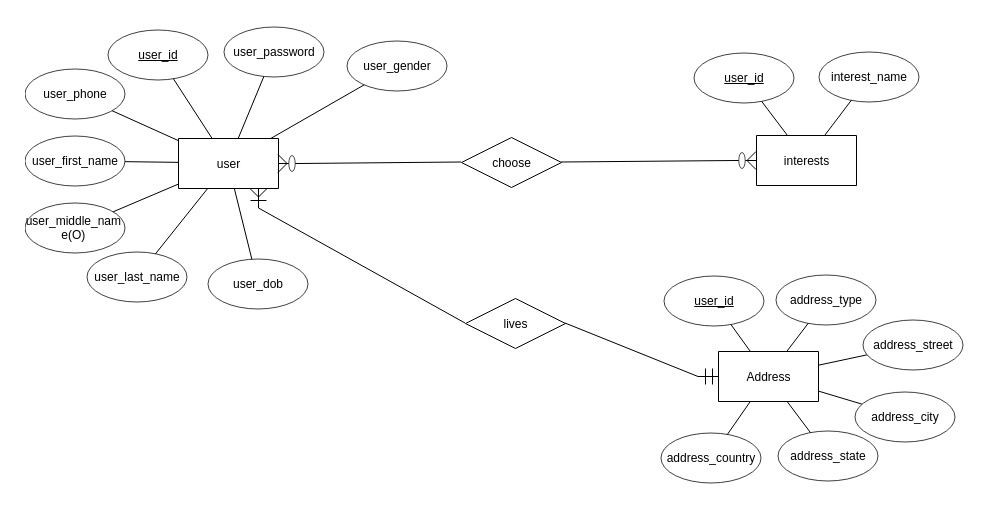 user_id
user_password
user_gender
user_phone
user_first_name
user_middle_nam
e(O)
user_last_name
user_dob
user
choose
user_id
interest_name
interests
lives
user_id
address_type
address_street
address_city
address_state
address_country
Address